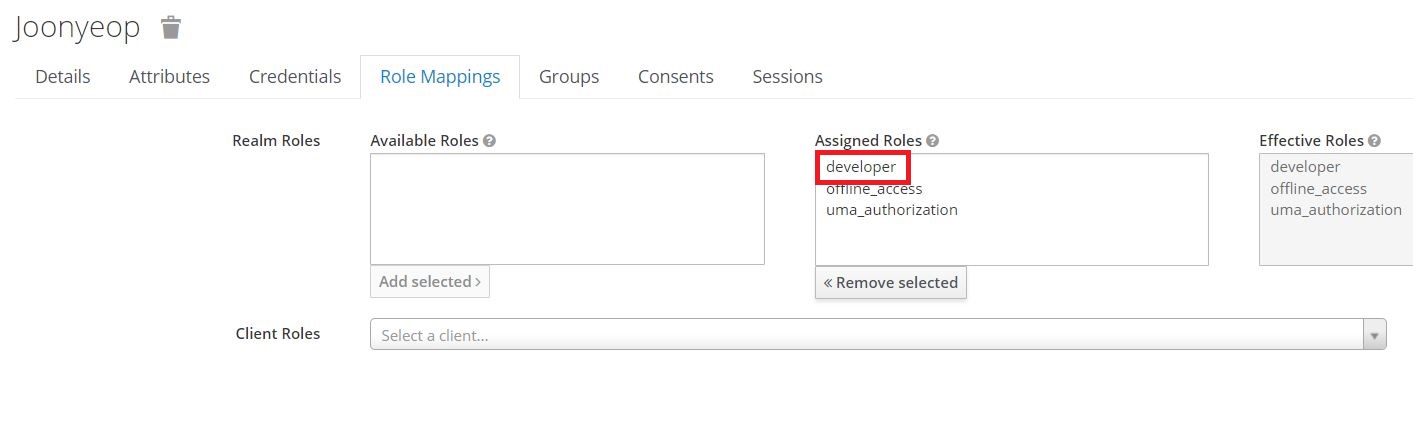 Joonyeop
Details Attributes Credentials Role Mappings Groups Consents Sessions
Realm Roles Available Roles Assigned Roles Effective Roles
developer developer
offline_access offline_access
uma_authorization uma_authorization
Add selected › « Remove selected
Client Roles Select a client...